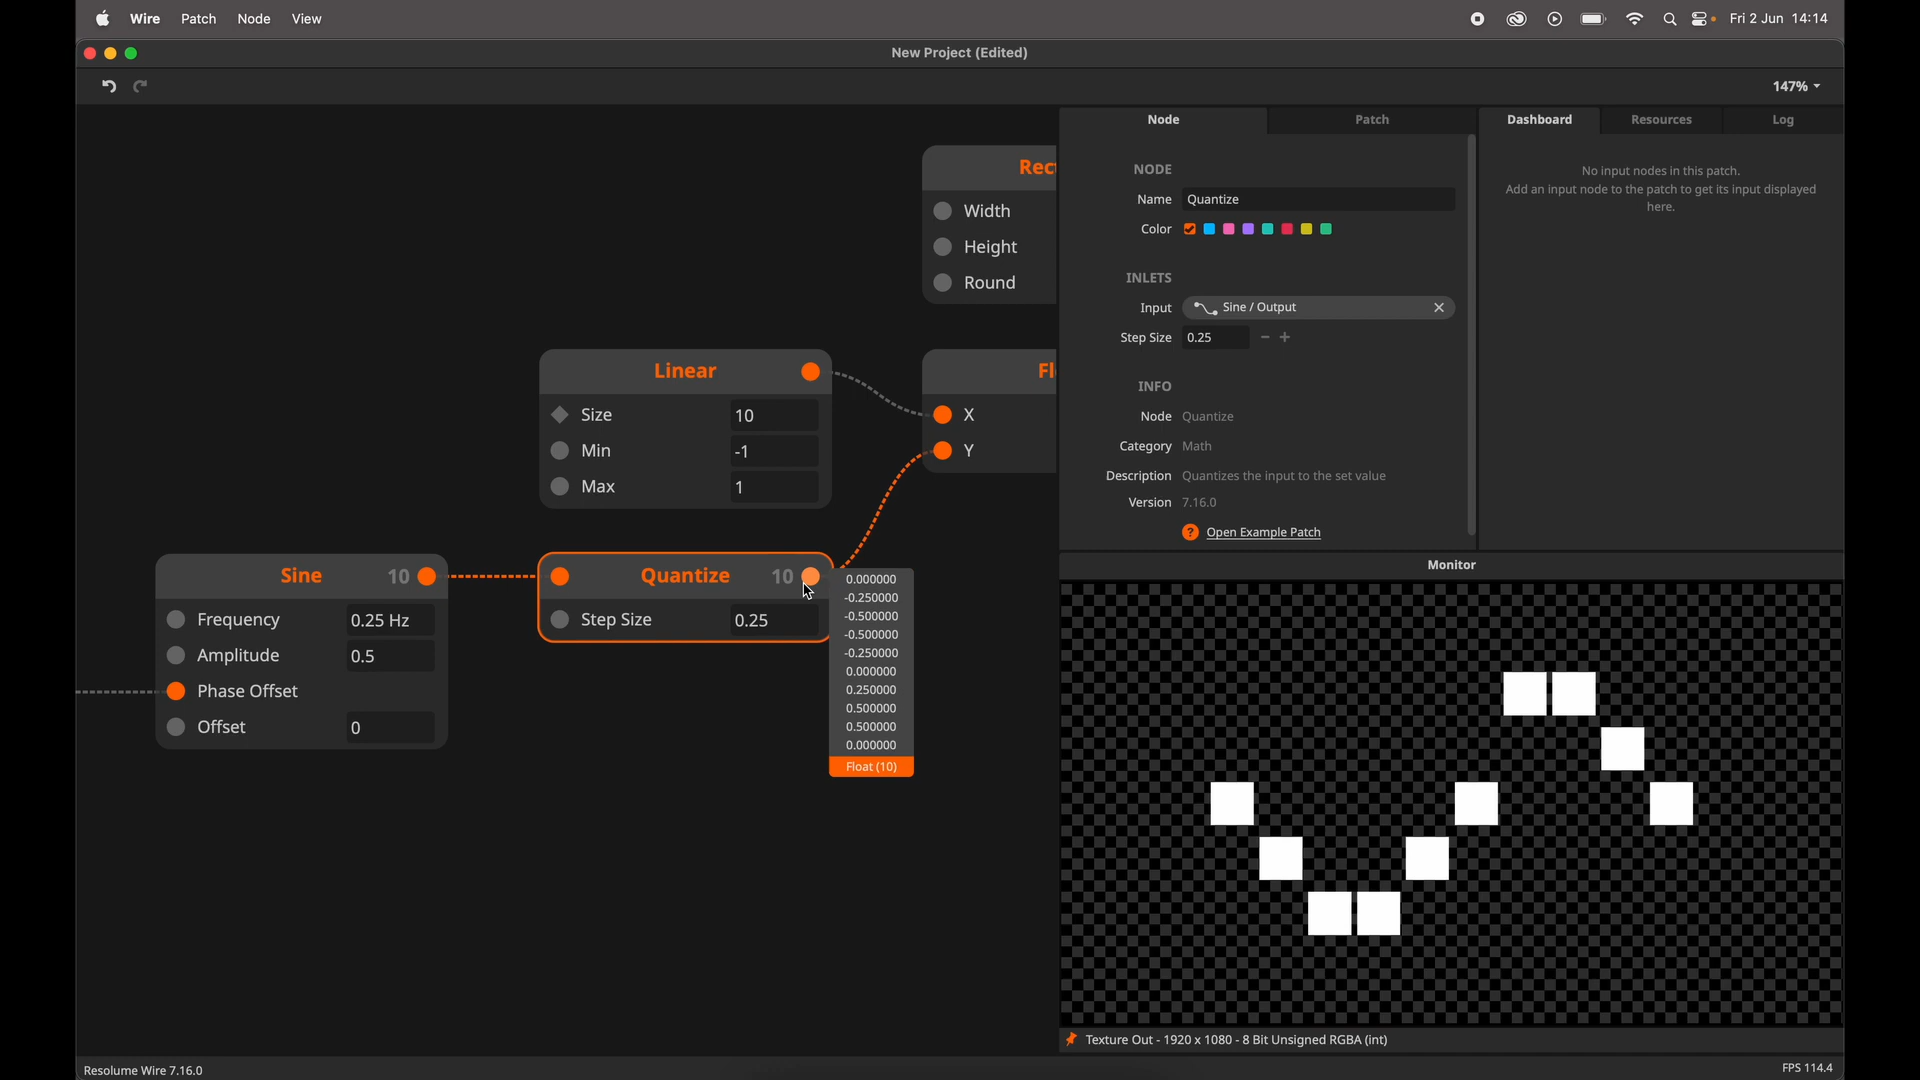 Wire Patch Node View Fri 2 Jun 14:14
New Project (Edited)
147%
Node Patch Dashboard Resources Log
NODE
Name Quantize
Color
INLETS
Input Sine / Output
Step Size 0.25 - +
INFO
Node Quantize
Category Math
Description Quantizes the input to the set value
Version 7.16.0
? Open Example Patch
No input nodes in this patch.
Add an input node to the patch to get its input displayed
here.
Width
Height
Round
Linear
Size 10
Min -1
Max 1
X
Y
Sine 10
Frequency 0.25 Hz
Amplitude 0.5
Phase Offset
Offset 0
Quantize 10
Step Size 0.25
0.000000
-0.250000
-0.500000
-0.500000
-0.250000
0.000000
0.250000
0.500000
0.500000
0.000000
Float (10)
Monitor
Texture Out - 1920 x 1080 - 8 Bit Unsigned RGBA (int)
Resolume Wire 7.16.0 FPS 114.4